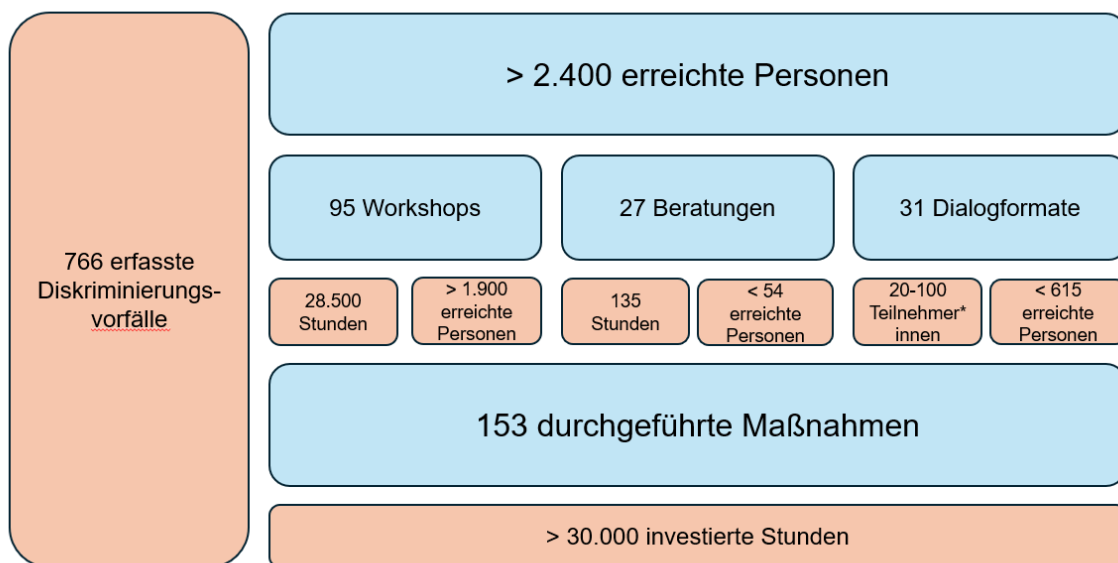 766 erfasste
Diskriminierungs-
vorfälle
> 2.400 erreichte Personen
95 Workshops
27 Beratungen
31 Dialogformate
28.500
Stunden
> 1.900
erreichte
Personen
135
Stunden
< 54
erreichte
Personen
20-100
Teilnehmer*
innen
< 615
erreichte
Personen
153 durchgeführte Maßnahmen
> 30.000 investierte Stunden